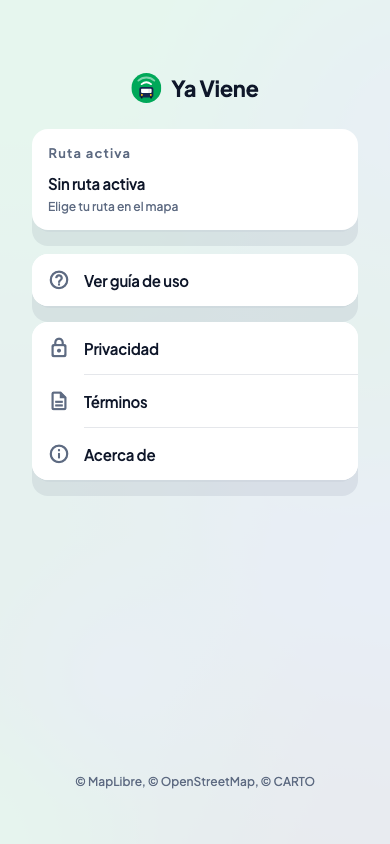 Ya Viene
Ruta activa
Sin ruta activa
Elige tu ruta en el mapa
Ver guía de uso
Privacidad
Términos
Acerca de
© MapLibre, © OpenStreetMap, © CARTO